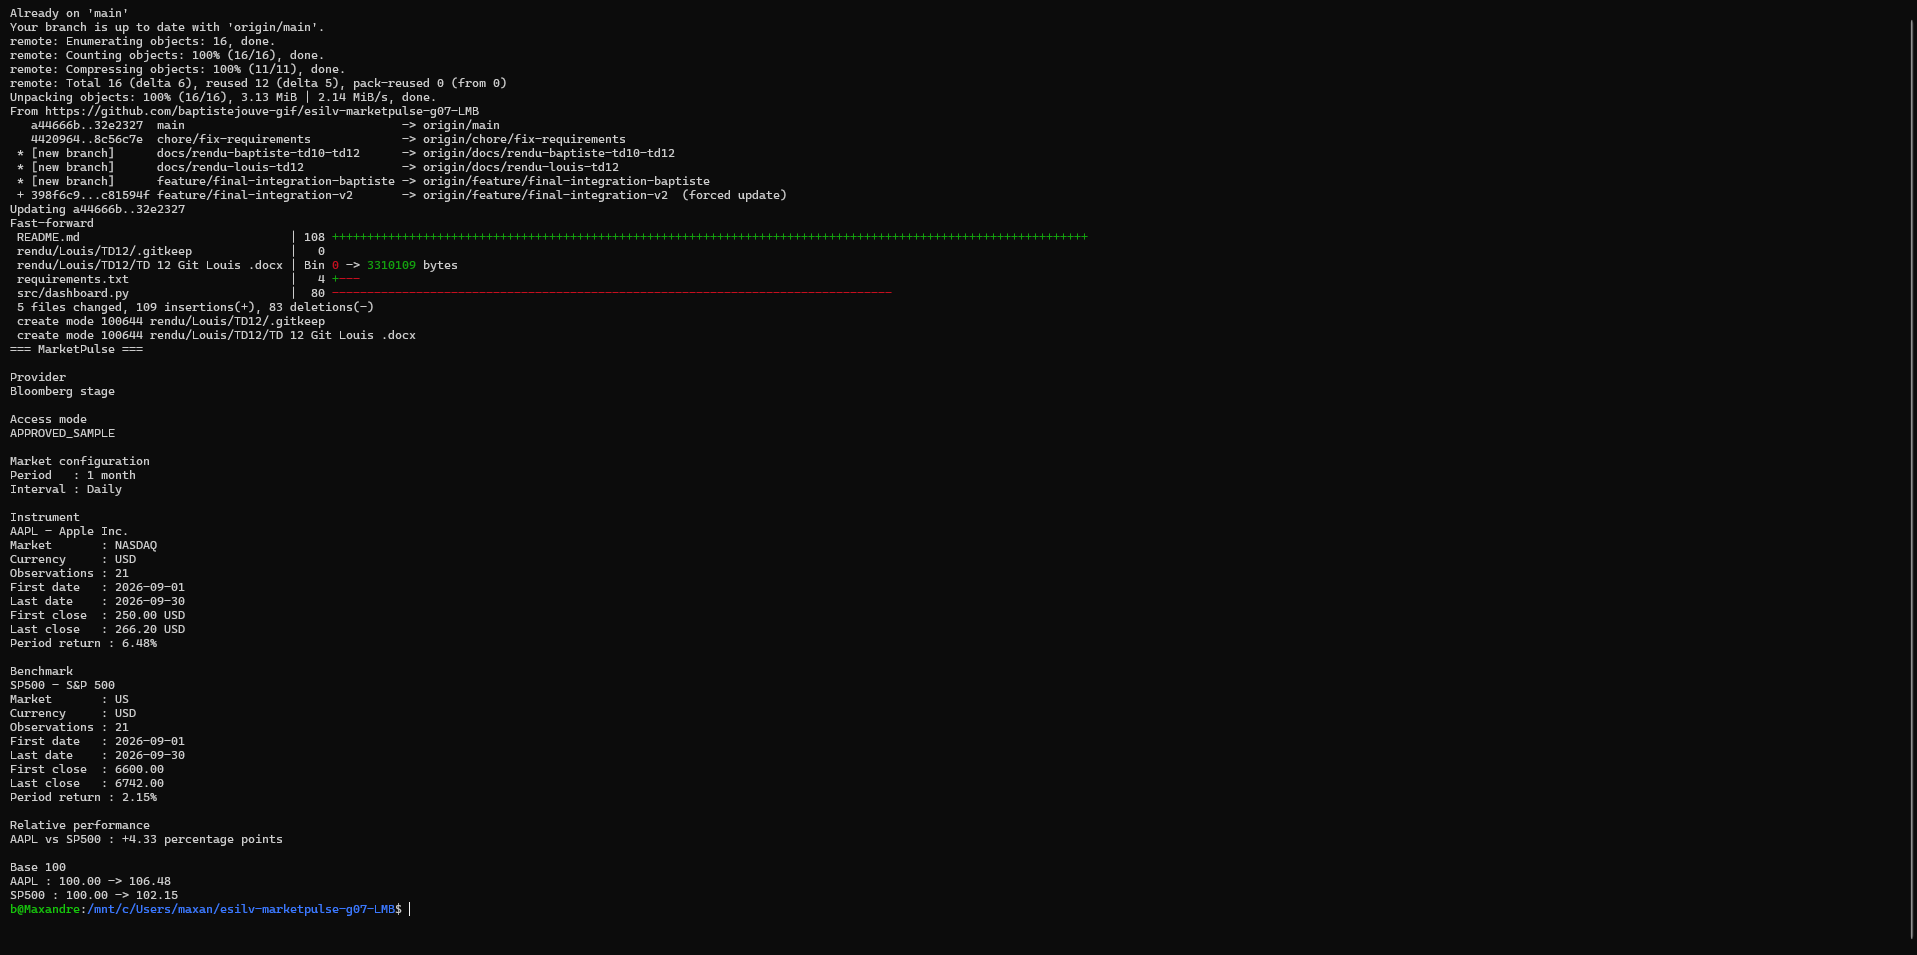 Already on 'main'
Your branch is up to date with 'origin/main'.
remote: Enumerating objects: 16, done.
remote: Counting objects: 100% (16/16), done.
remote: Compressing objects: 100% (11/11), done.
remote: Total 16 (delta 6), reused 12 (delta 5), pack-reused 0 (from 0)
Unpacking objects: 100% (16/16), 3.13 MiB | 2.14 MiB/s, done.
From https://github.com/baptistejouve-gif/esilv-marketpulse-g07-LMB
   a44666b..32e2327  main                               -> origin/main
   4420964..8c56c7e  chore/fix-requirements             -> origin/chore/fix-requirements
 * [new branch]      docs/rendu-baptiste-td10-td12      -> origin/docs/rendu-baptiste-td10-td12
 * [new branch]      docs/rendu-louis-td12              -> origin/docs/rendu-louis-td12
 * [new branch]      feature/final-integration-baptiste -> origin/feature/final-integration-baptiste
 + 398f6c9...c81594f feature/final-integration-v2       -> origin/feature/final-integration-v2  (forced update)
Updating a44666b..32e2327
Fast-forward
 README.md                              | 108 ++++++++++++++++++++++++++++++++++++++++++++++++++++++++++++++++++++++++++++++++++++++++++++++++++++++++++++
 rendu/Louis/TD12/.gitkeep              |   0
 rendu/Louis/TD12/TD 12 Git Louis .docx | Bin 0 -> 3310109 bytes
 requirements.txt                       |   4 +---
 src/dashboard.py                       |  80 --------------------------------------------------------------------------------
 5 files changed, 109 insertions(+), 83 deletions(-)
 create mode 100644 rendu/Louis/TD12/.gitkeep
 create mode 100644 rendu/Louis/TD12/TD 12 Git Louis .docx
=== MarketPulse ===

Provider
Bloomberg stage

Access mode
APPROVED_SAMPLE

Market configuration
Period   : 1 month
Interval : Daily

Instrument
AAPL - Apple Inc.
Market       : NASDAQ
Currency     : USD
Observations : 21
First date   : 2026-09-01
Last date    : 2026-09-30
First close  : 250.00 USD
Last close   : 266.20 USD
Period return : 6.48%

Benchmark
SP500 - S&P 500
Market       : US
Currency     : USD
Observations : 21
First date   : 2026-09-01
Last date    : 2026-09-30
First close  : 6600.00
Last close   : 6742.00
Period return : 2.15%

Relative performance
AAPL vs SP500 : +4.33 percentage points

Base 100
AAPL : 100.00 -> 106.48
SP500 : 100.00 -> 102.15
b@Maxandre:/mnt/c/Users/maxan/esilv-marketpulse-g07-LMB$